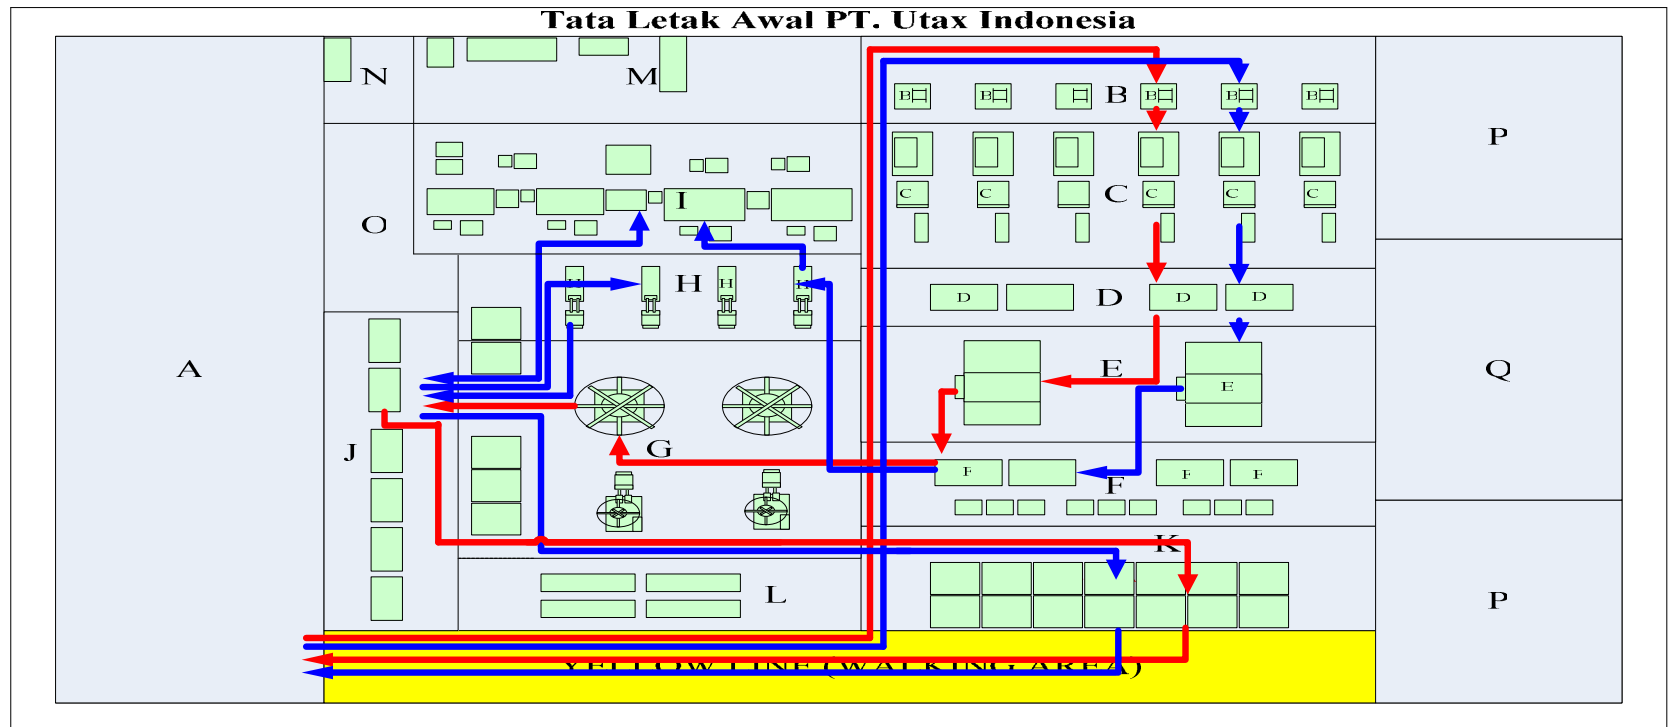 Tata Letak Awal PT. Utax Indonesia
N M B B B B B B P
C
O I C C C C C C
H H H H D D D D
A E E Q
J G F F F F
K
L P
YELLOW LINE (WALKING AREA)